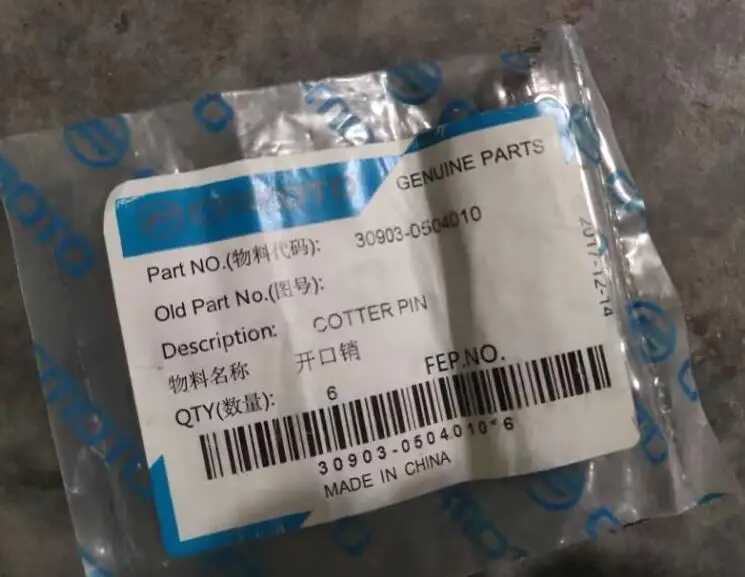 CFMOTO
GENUINE PARTS
Part NO.(物料代码): 30903-0504010
Old Part No.(图号):
Description: COTTER PIN
物料名称 开口销
QTY(数量): 6 FEP.NO.
30903-0504010*6
MADE IN CHINA
2017-12-14